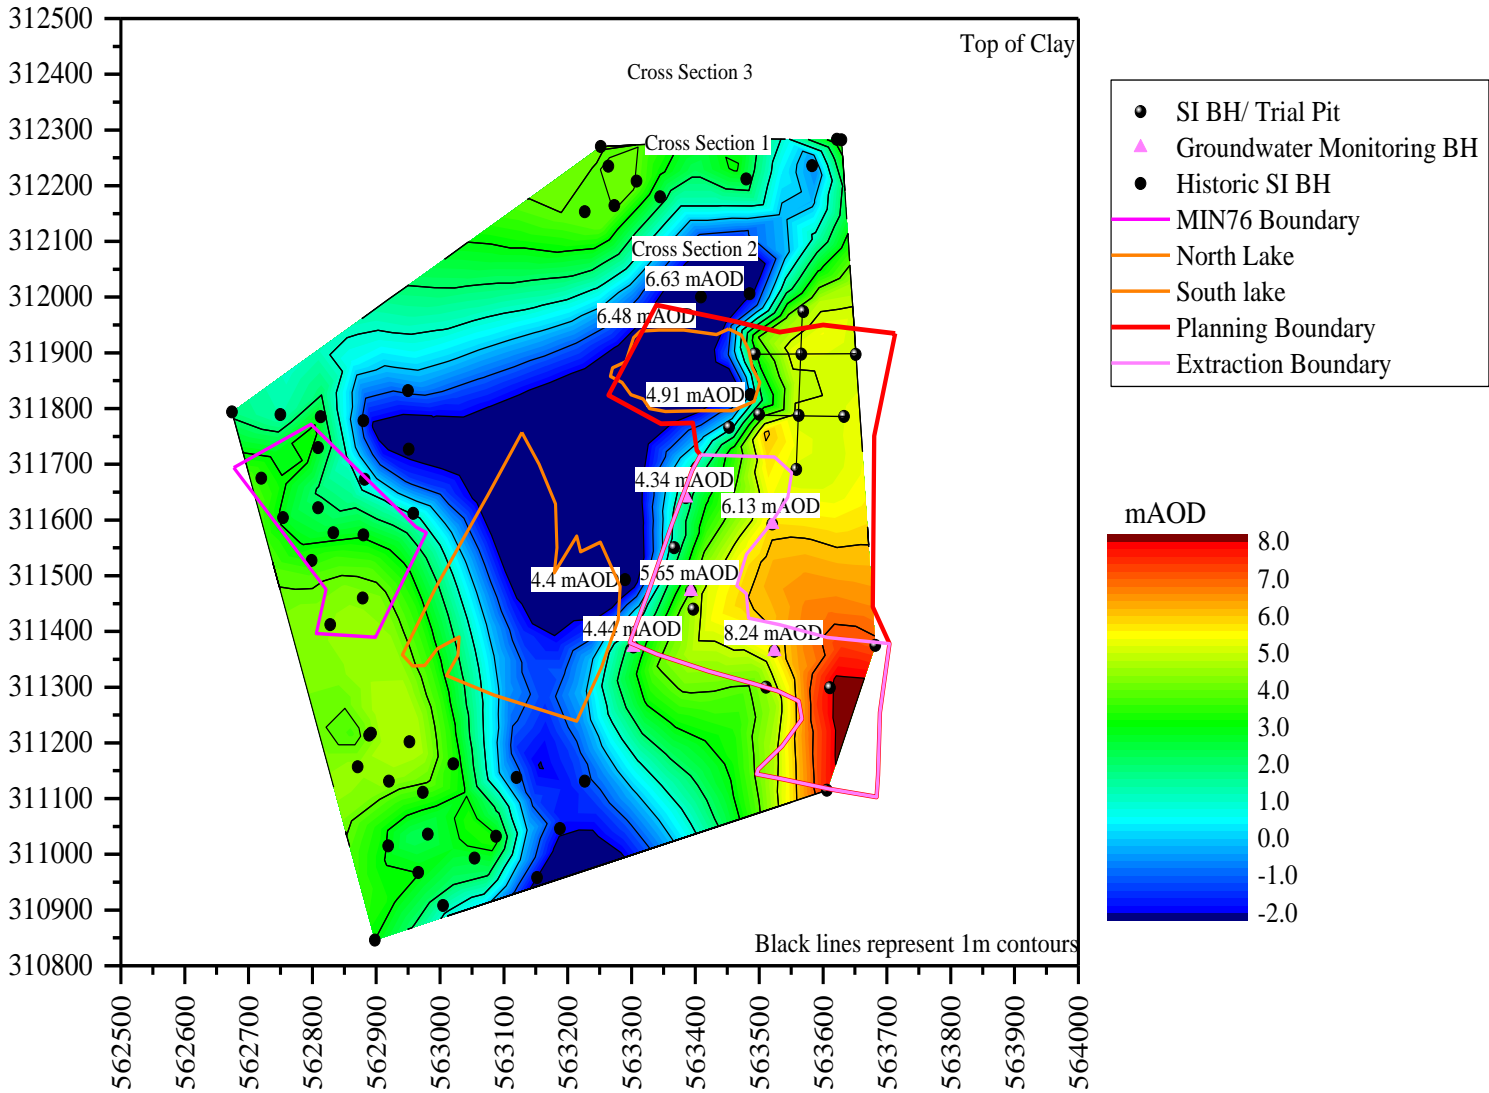 312500
312400
312300
312200
312100
312000
311900
311800
311700
311600
311500
311400
311300
311200
311100
311000
310900
310800
Top of Clay
Cross Section 3
Cross Section 1
Cross Section 2
6.63 mAOD
6.48 mAOD
4.91 mAOD
4.34 mAOD
6.13 mAOD
4.4 mAOD
5.65 mAOD
4.44 mAOD
8.24 mAOD
Black lines represent 1m contours
562500
562600
562700
562800
562900
563000
563100
563200
563300
563400
563500
563600
563700
563800
563900
564000
SI BH/ Trial Pit
Groundwater Monitoring BH
Historic SI BH
MIN76 Boundary
North Lake
South lake
Planning Boundary
Extraction Boundary
mAOD
8.0
7.0
6.0
5.0
4.0
3.0
2.0
1.0
0.0
-1.0
-2.0